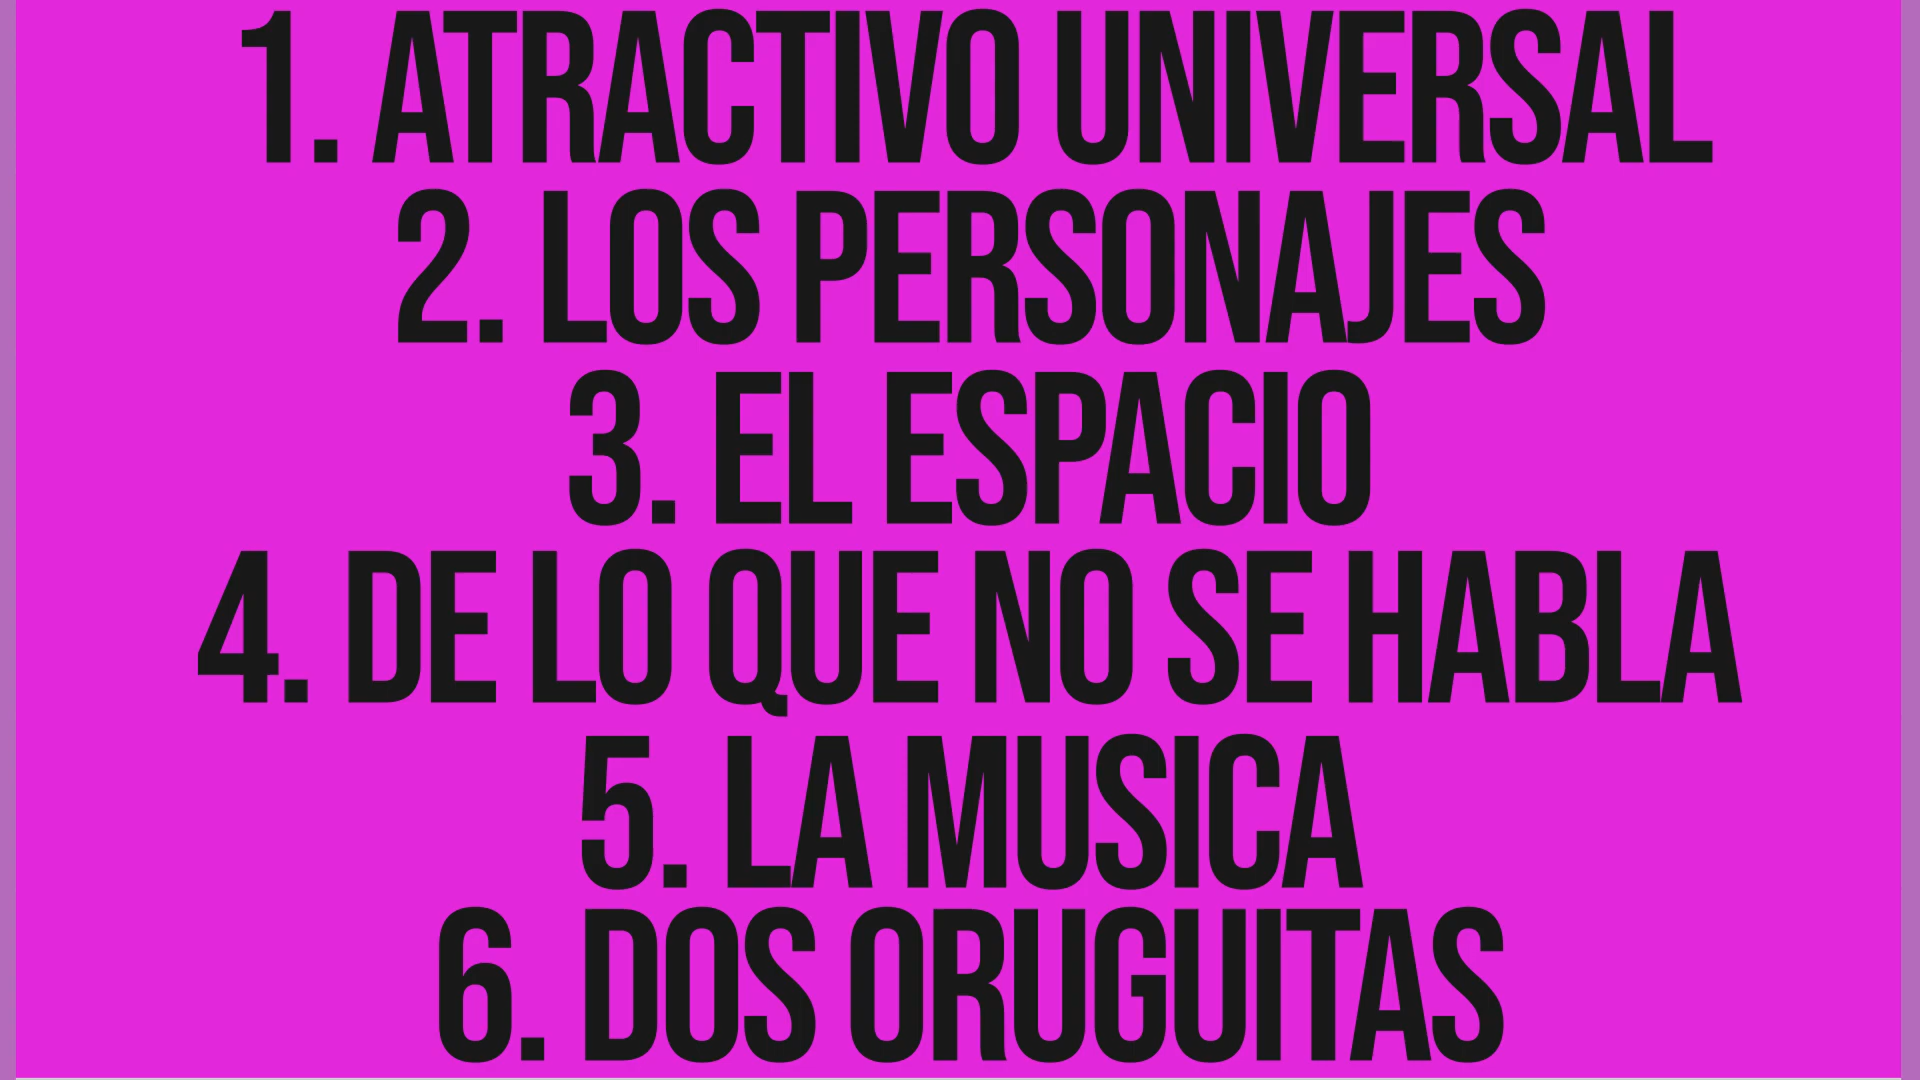 1. ATRACTIVO UNIVERSAL
2. LOS PERSONAJES
3. EL ESPACIO
4. DE LO QUE NO SE HABLA
5. LA MUSICA
6. DOS ORUGUITAS